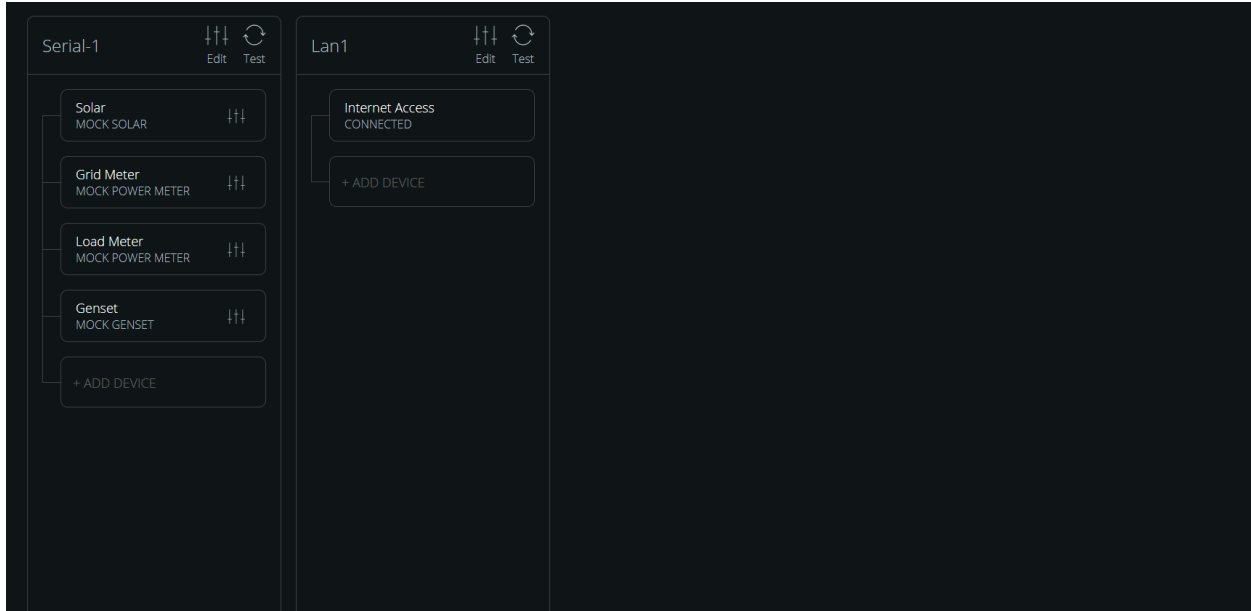 Serial-1
Edit
Test
Solar
MOCK SOLAR
Grid Meter
MOCK POWER METER
Load Meter
MOCK POWER METER
Genset
MOCK GENSET
+ ADD DEVICE
Lan1
Edit
Test
Internet Access
CONNECTED
+ ADD DEVICE